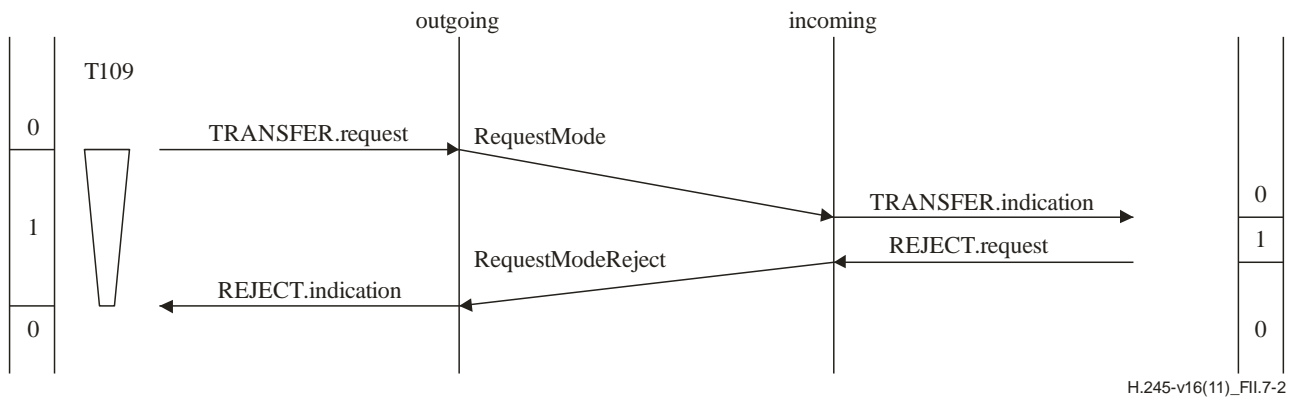 outgoing
incoming
T109
0
TRANSFER.request
RequestMode
TRANSFER.indication
0
1
REJECT.request
1
RequestModeReject
REJECT.indication
0
0
H.245-v16(11)_FII.7-2